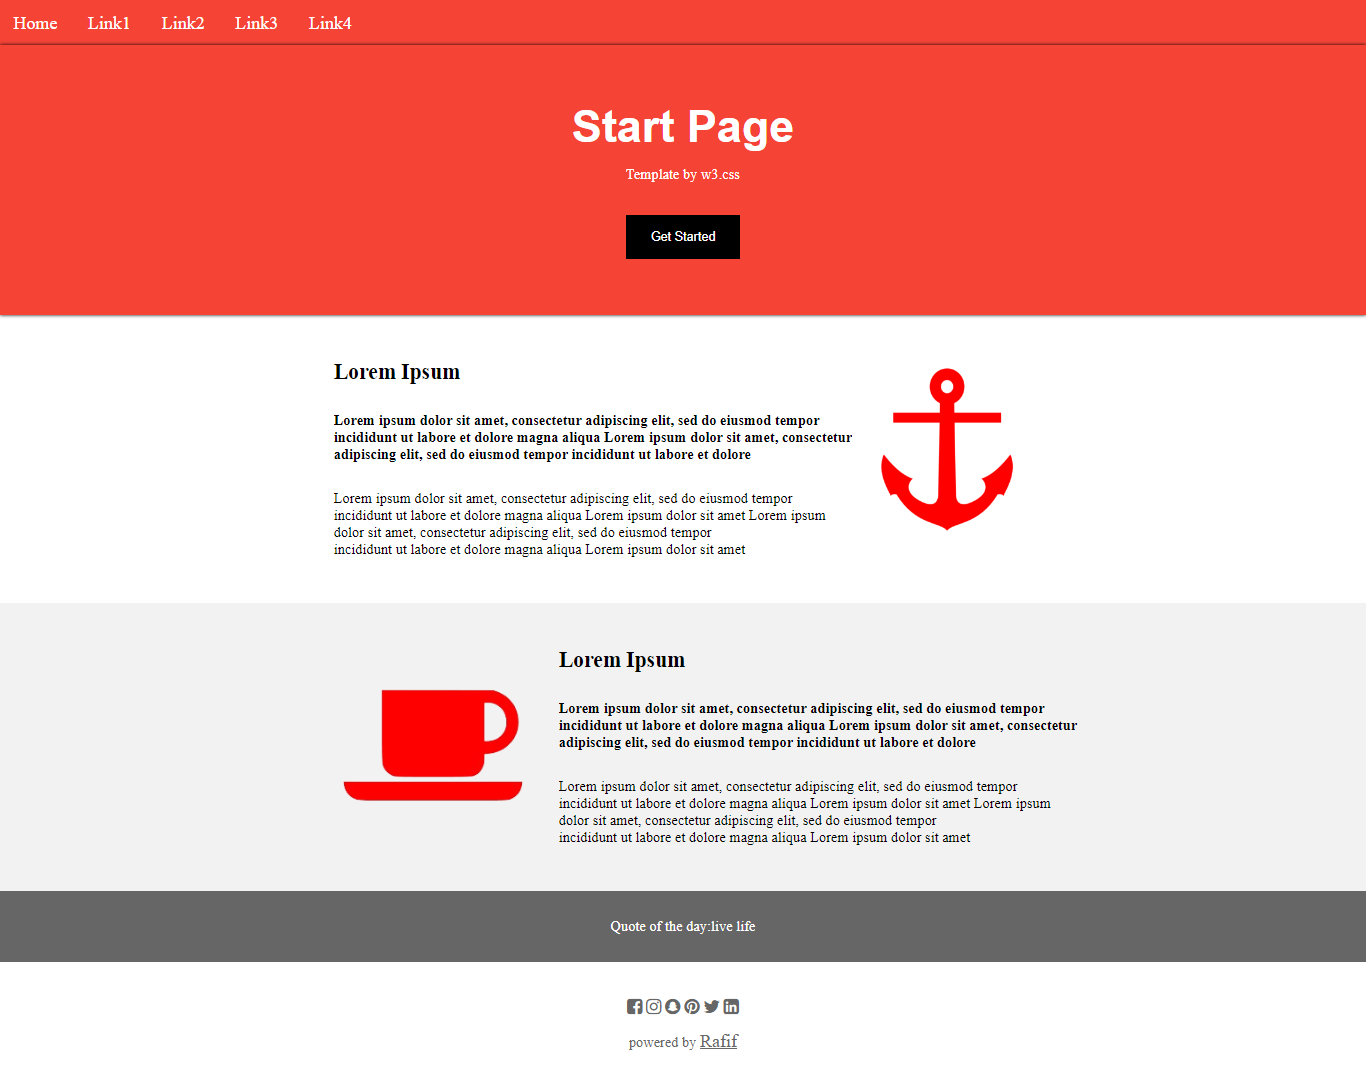 Home Link1 Link2 Link3 Link4
Start Page
Template by w3.css
Get Started
Lorem Ipsum
Lorem ipsum dolor sit amet, consectetur adipiscing elit, sed do eiusmod tempor
incididunt ut labore et dolore magna aliqua Lorem ipsum dolor sit amet, consectetur
adipiscing elit, sed do eiusmod tempor incididunt ut labore et dolore
Lorem ipsum dolor sit amet, consectetur adipiscing elit, sed do eiusmod tempor
incididunt ut labore et dolore magna aliqua Lorem ipsum dolor sit amet Lorem ipsum
dolor sit amet, consectetur adipiscing elit, sed do eiusmod tempor
incididunt ut labore et dolore magna aliqua Lorem ipsum dolor sit amet
Lorem Ipsum
Lorem ipsum dolor sit amet, consectetur adipiscing elit, sed do eiusmod tempor
incididunt ut labore et dolore magna aliqua Lorem ipsum dolor sit amet, consectetur
adipiscing elit, sed do eiusmod tempor incididunt ut labore et dolore
Lorem ipsum dolor sit amet, consectetur adipiscing elit, sed do eiusmod tempor
incididunt ut labore et dolore magna aliqua Lorem ipsum dolor sit amet Lorem ipsum
dolor sit amet, consectetur adipiscing elit, sed do eiusmod tempor
incididunt ut labore et dolore magna aliqua Lorem ipsum dolor sit amet
Quote of the day:live life
powered by Rafif